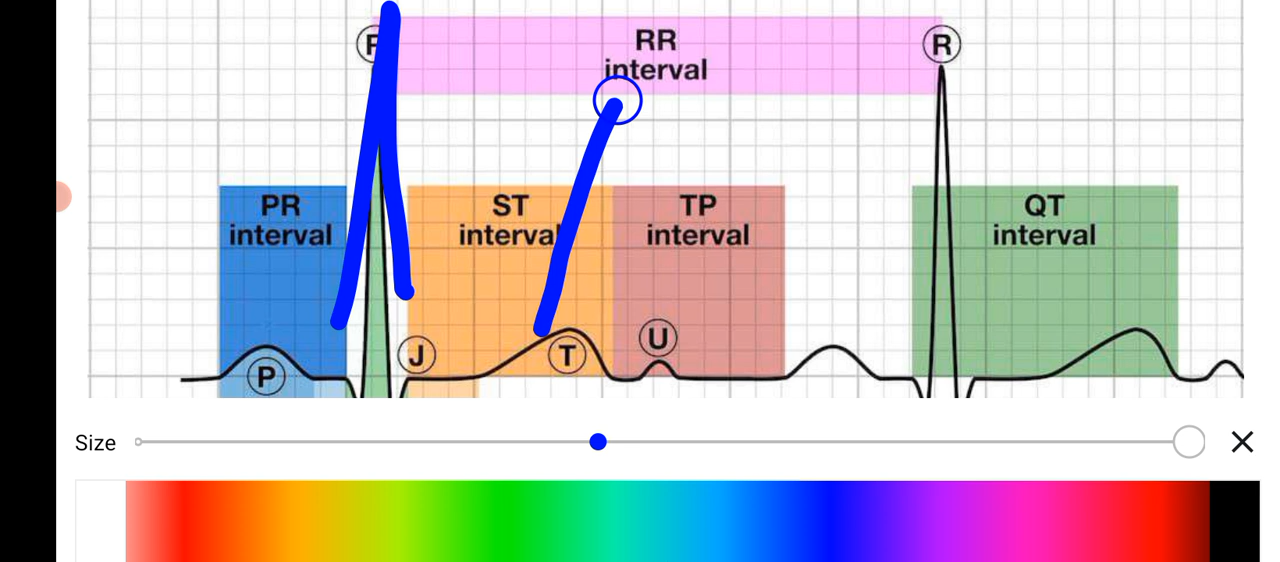 RR
interval
R
PR
interval
ST
interval
TP
interval
QT
interval
P
J
T
U
Size